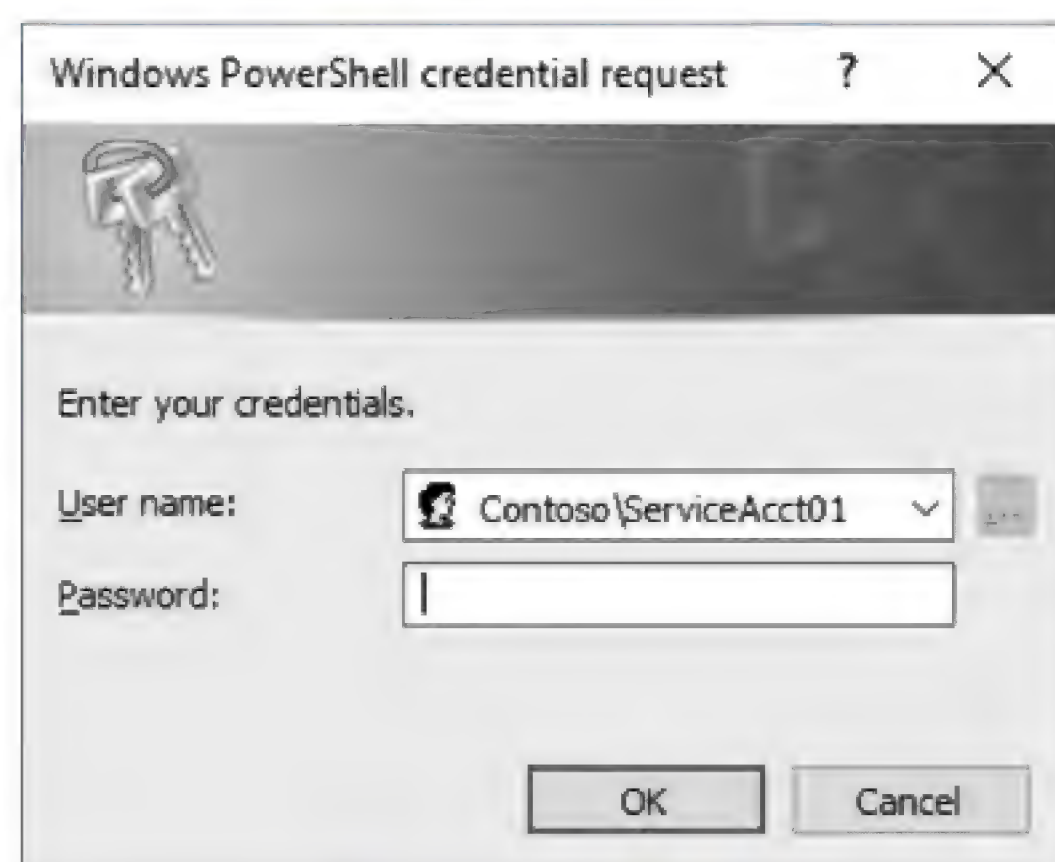 Windows PowerShell credential request ? ×
Enter your credentials.
User name: Contoso\ServiceAcct01 ...
Password:
OK Cancel